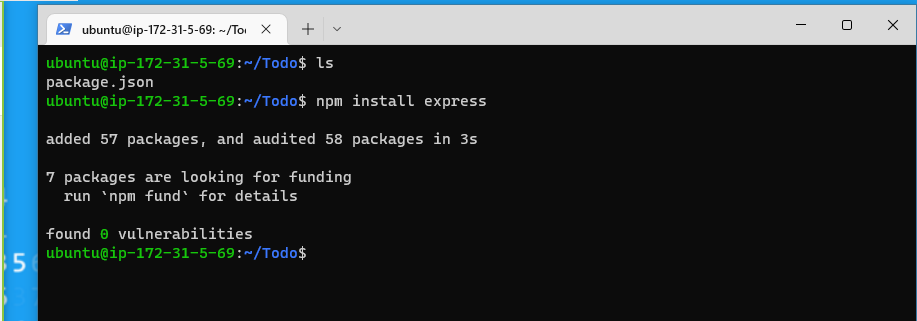 ubuntu@ip-172-31-5-69: ~/To
ubuntu@ip-172-31-5-69:~/Todo$ ls
package.json
ubuntu@ip-172-31-5-69:~/Todo$ npm install express
added 57 packages, and audited 58 packages in 3s
7 packages are looking for funding
run `npm fund` for details
found 0 vulnerabilities
ubuntu@ip-172-31-5-69:~/Todo$